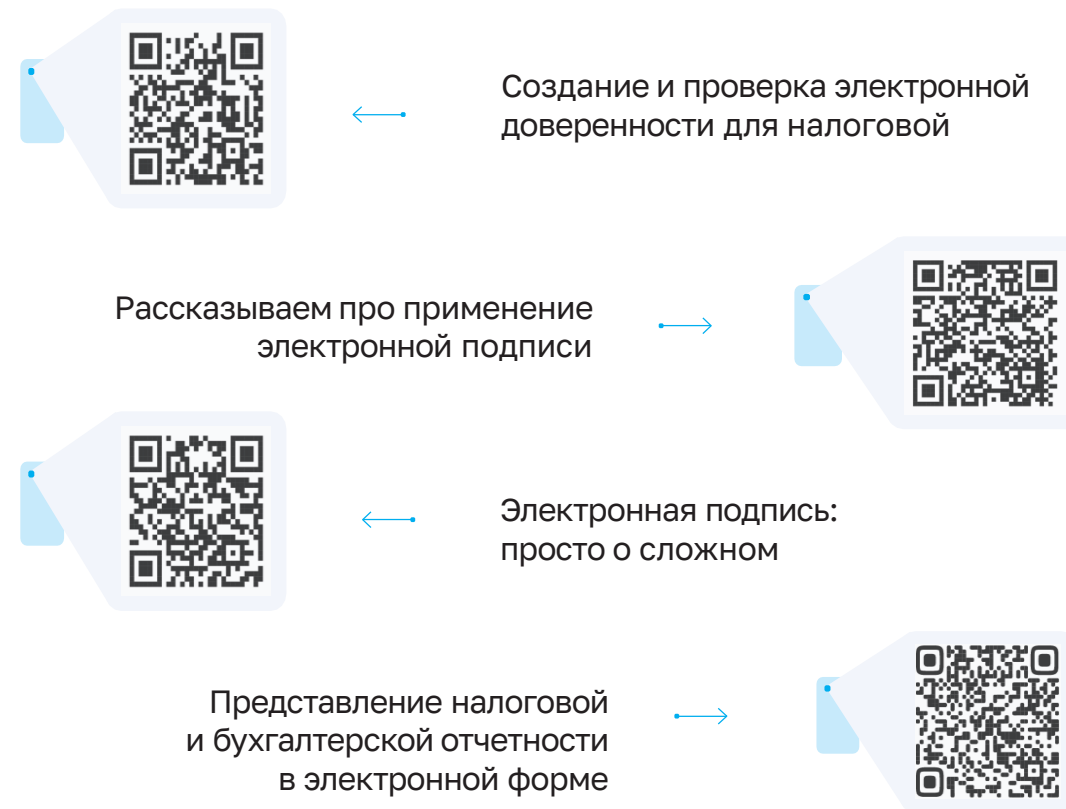 Создание и проверка электронной
доверенности для налоговой
Рассказываем про применение
электронной подписи
Электронная подпись:
просто о сложном
Представление налоговой
и бухгалтерской отчетности
в электронной форме